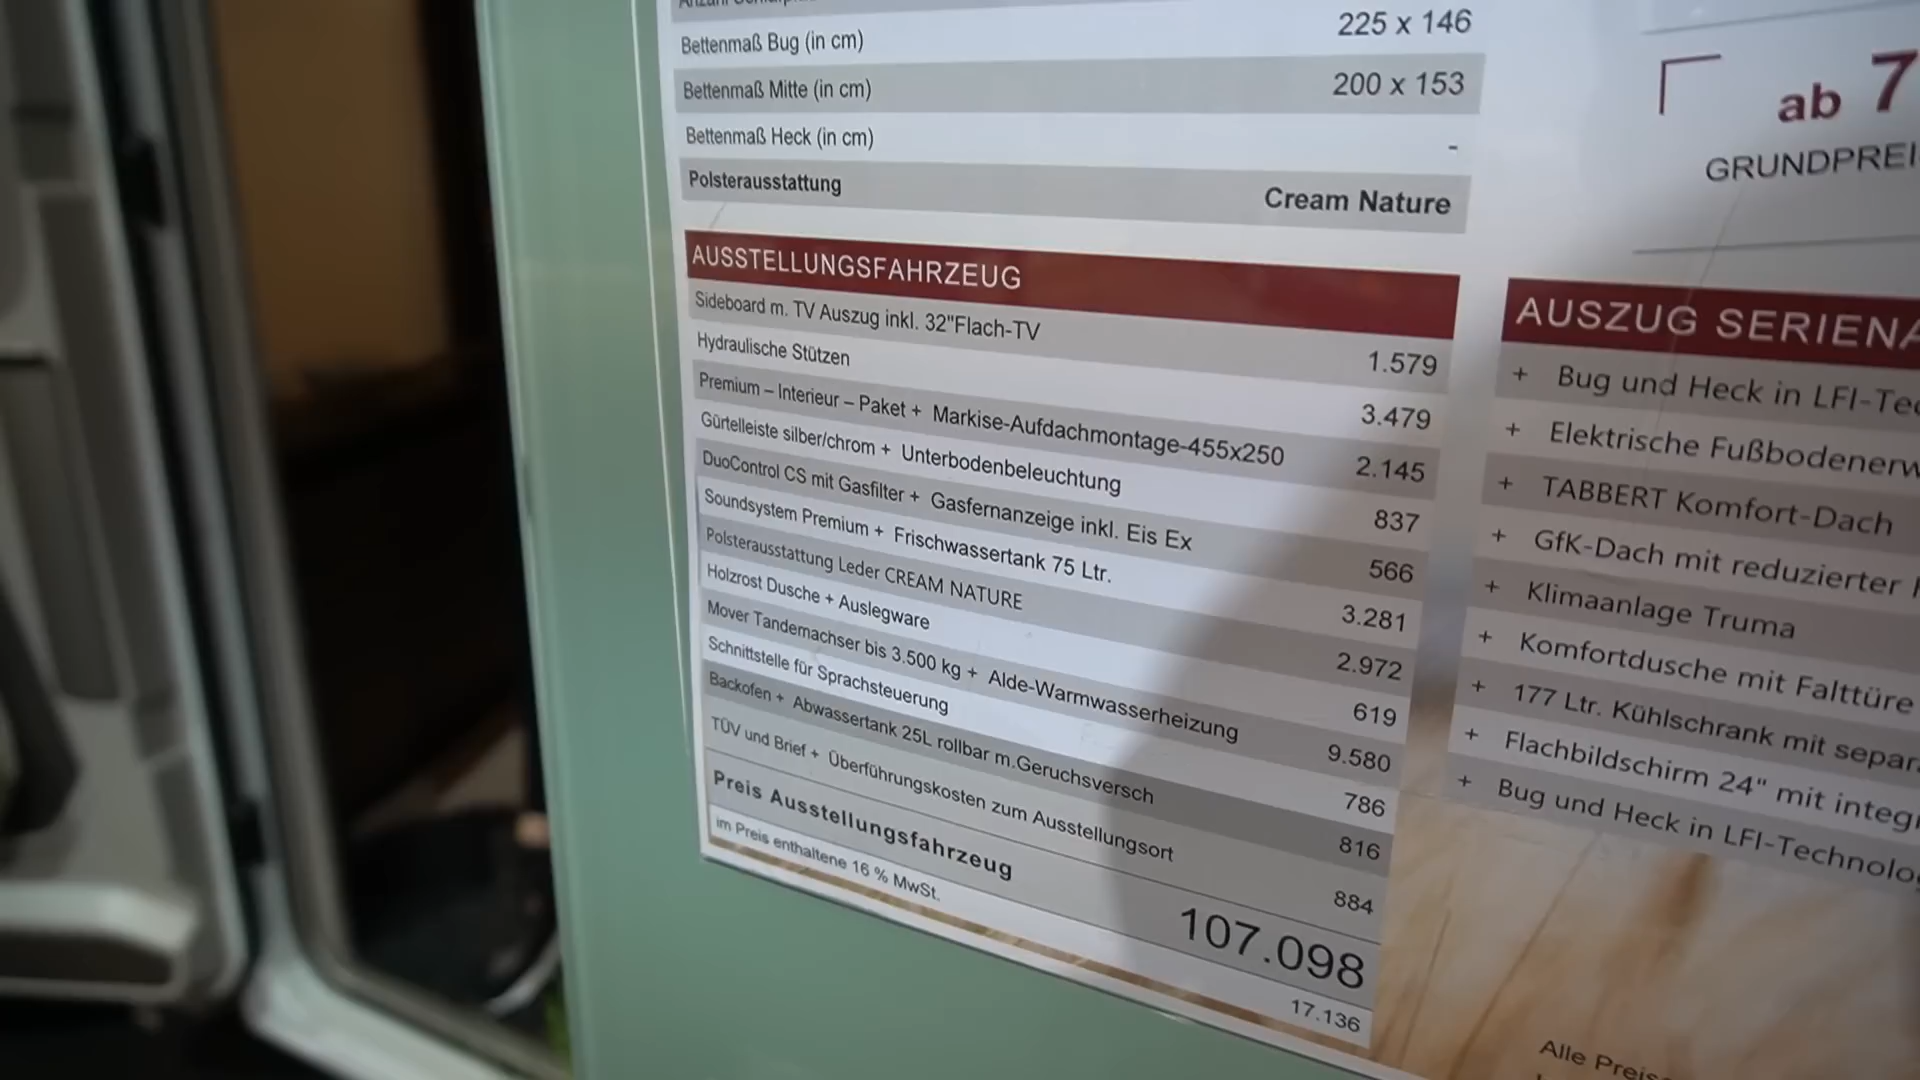 Bettenmaß Bug (in cm) 225 x 146
Bettenmaß Mitte (in cm) 200 x 153
Bettenmaß Heck (in cm) -
Polsterausstattung Cream Nature
AUSSTELLUNGSFAHRZEUG
Sideboard m. TV Auszug inkl. 32"Flach-TV 1.579
Hydraulische Stützen 3.479
Premium – Interieur – Paket + Markise-Aufdachmontage-455x250 2.145
Gürtelleiste silber/chrom + Unterbodenbeleuchtung 837
DuoControl CS mit Gasfilter + Gasfernanzeige inkl. Eis Ex 566
Soundsystem Premium + Frischwassertank 75 Ltr. 3.281
Polsterausstattung Leder CREAM NATURE 2.972
Holzrost Dusche + Auslegware 619
Mover Tandemachser bis 3.500 kg + Alde-Warmwasserheizung 9.580
Schnittstelle für Sprachsteuerung 786
Backofen + Abwassertank 25L rollbar m.Geruchsversch 816
TÜV und Brief + Überführungskosten zum Ausstellungsort 884
Preis Ausstellungsfahrzeug 107.098
im Preis enthaltene 16 % MwSt. 17.136
ab 7
GRUNDPREI
AUSZUG SERIENA
+ Bug und Heck in LFI-Tec
+ Elektrische Fußbodenerw
+ TABBERT Komfort-Dach
+ GfK-Dach mit reduzierter
+ Klimaanlage Truma
+ Komfortdusche mit Falttüre
+ 177 Ltr. Kühlschrank mit separ
+ Flachbildschirm 24" mit integr
+ Bug und Heck in LFI-Technolog
Alle Preis